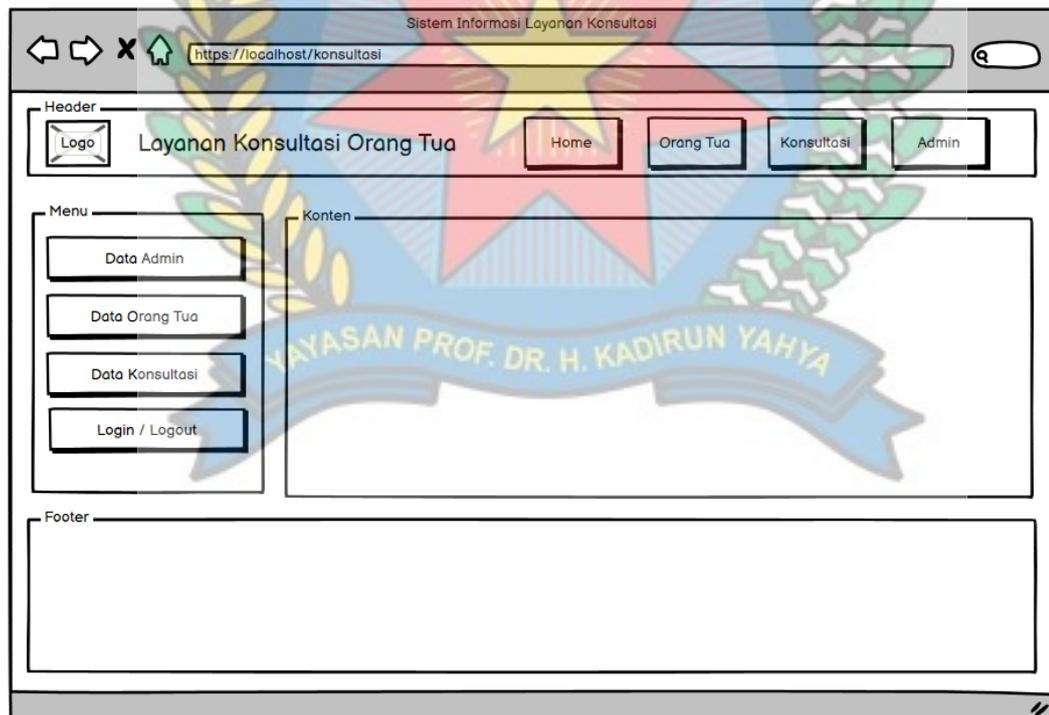 Sistem Informasi Layanan Konsultasi
https://localhost/konsultasi
Header
Logo
Layanan Konsultasi Orang Tua
Home
Orang Tua
Konsultasi
Admin
Menu
Data Admin
Data Orang Tua
Data Konsultasi
Login / Logout
Konten
YAYASAN PROF. DR. H. KADIRUN YAHYA
Footer